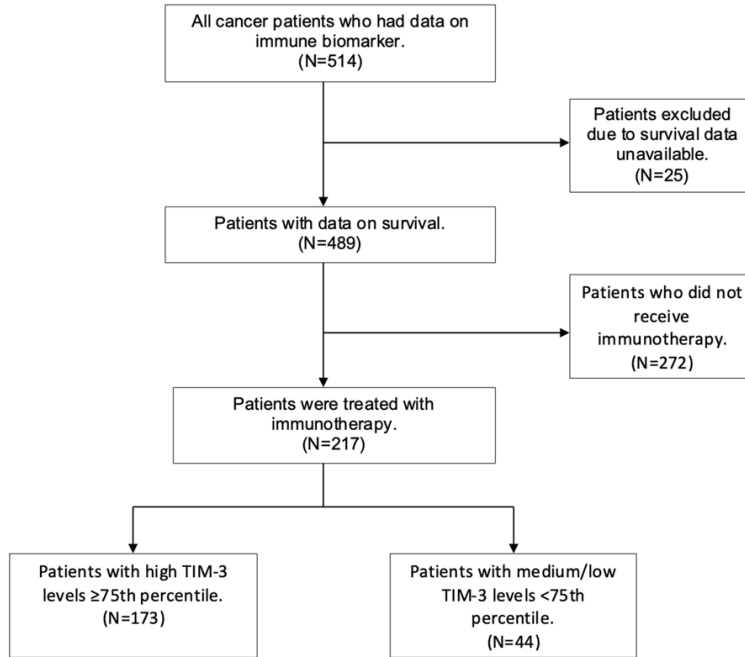 All cancer patients who had data on
immune biomarker.
(N=514)
Patients excluded
due to survival data
unavailable.
(N=25)
Patients with data on survival.
(N=489)
Patients who did not
receive
immunotherapy.
(N=272)
Patients were treated with
immunotherapy.
(N=217)
Patients with high TIM-3
levels ≥75th percentile.
(N=173)
Patients with medium/low
TIM-3 levels <75th
percentile.
(N=44)